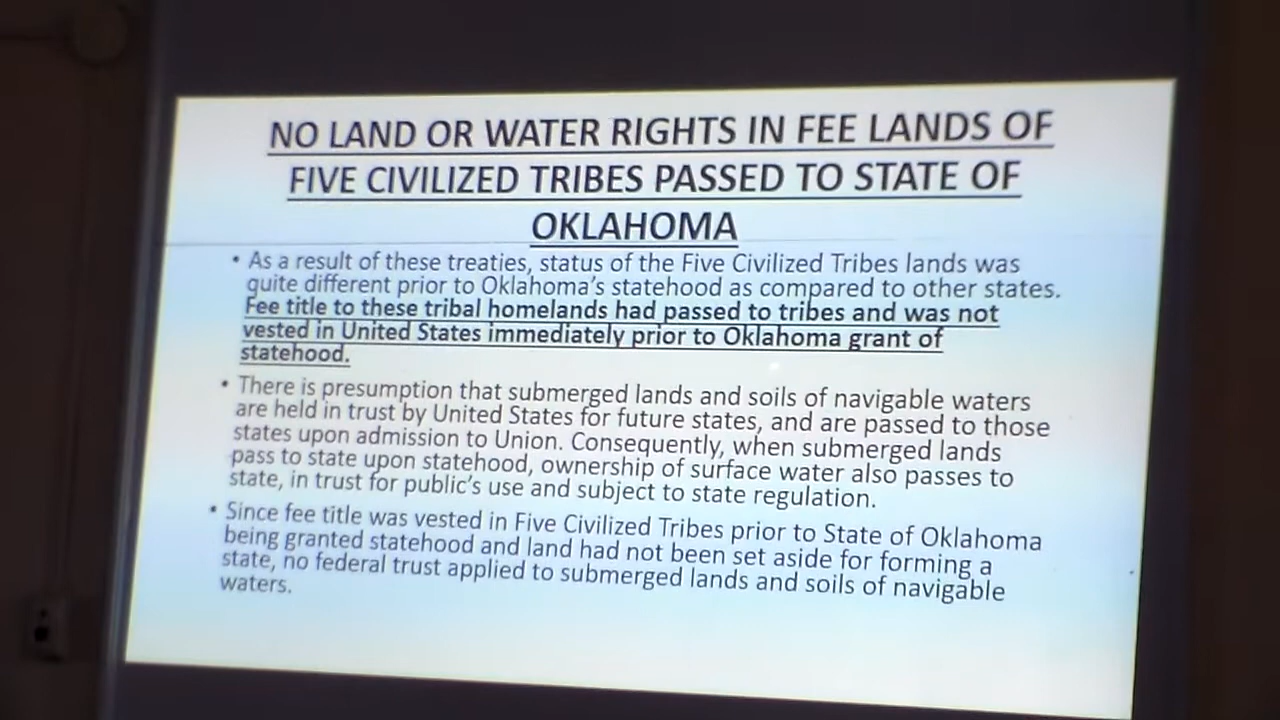 NO LAND OR WATER RIGHTS IN FEE LANDS OF
FIVE CIVILIZED TRIBES PASSED TO STATE OF
OKLAHOMA
• As a result of these treaties, status of the Five Civilized Tribes lands was
quite different prior to Oklahoma's statehood as compared to other states.
Fee title to these tribal homelands had passed to tribes and was not
vested in United States immediately prior to Oklahoma grant of
statehood.
• There is presumption that submerged lands and soils of navigable waters
are held in trust by United States for future states, and are passed to those
states upon admission to Union. Consequently, when submerged lands
pass to state upon statehood, ownership of surface water also passes to
state, in trust for public's use and subject to state regulation.
• Since fee title was vested in Five Civilized Tribes prior to State of Oklahoma
being granted statehood and land had not been set aside for forming a
state, no federal trust applied to submerged lands and soils of navigable
waters.